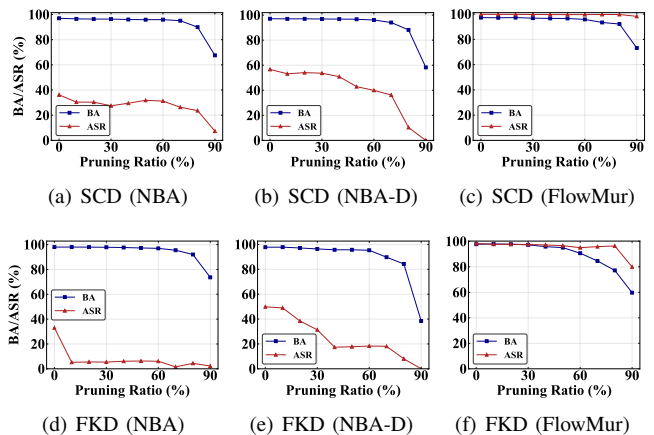 BA/ASR (%)
100
80
60
40
20
0
BA
ASR
0 30 60 90
Pruning Ratio (%)
(a) SCD (NBA)
100
80
60
40
20
0
BA
ASR
0 30 60 90
Pruning Ratio (%)
(b) SCD (NBA-D)
100
80
60
40
20
0
BA
ASR
0 30 60 90
Pruning Ratio (%)
(c) SCD (FlowMur)
BA/ASR (%)
100
80
60
40
20
0
BA
ASR
0 30 60 90
Pruning Ratio (%)
(d) FKD (NBA)
100
80
60
40
20
0
BA
ASR
0 30 60 90
Pruning Ratio (%)
(e) FKD (NBA-D)
100
80
60
40
20
0
BA
ASR
0 30 60 90
Pruning Ratio (%)
(f) FKD (FlowMur)